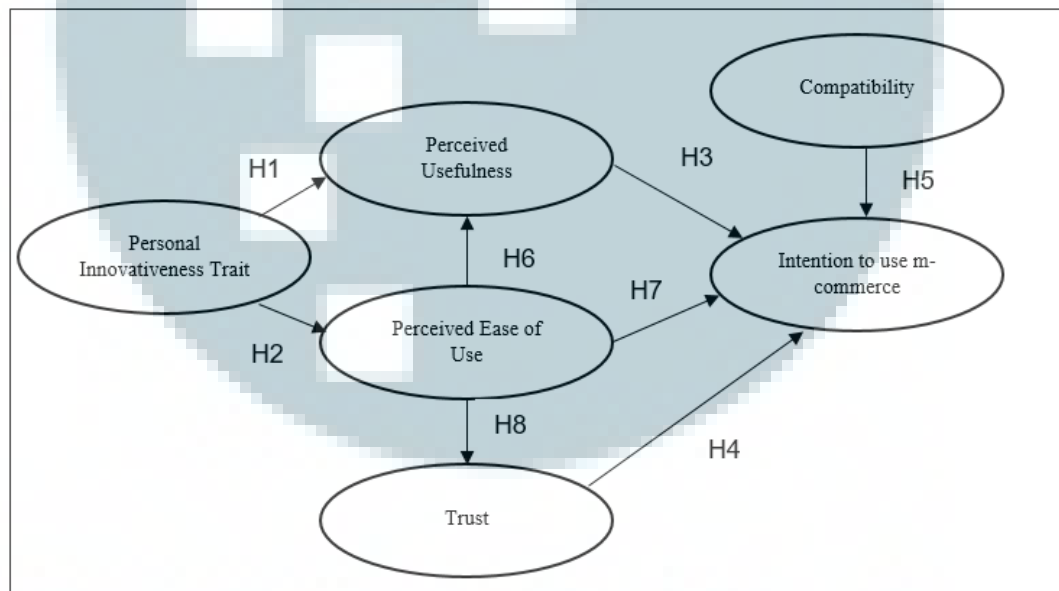 Compatibility
Perceived
Usefulness
H3
H1
H5
Personal
Innovativeness Trait
H6
Intention to use m-
commerce
H7
Perceived Ease of
Use
H2
H8
H4
Trust